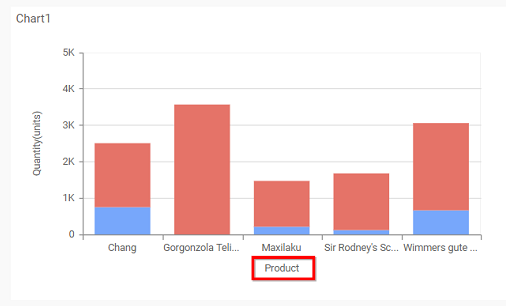 Chart1
5K
4K
3K
2K
1K
0
Quantity(units)
Chang
Gorgonzola Teli...
Maxilaku
Sir Rodney's Sc...
Wimmers gute ...
Product